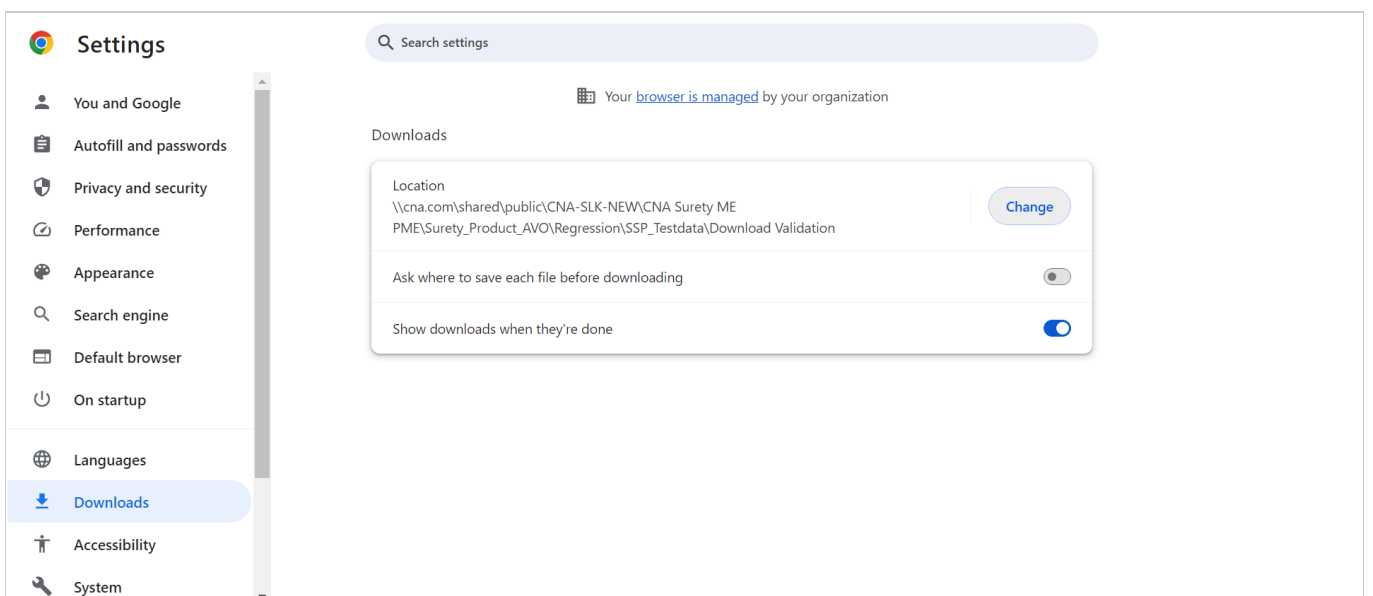 Settings
Search settings
You and Google
Autofill and passwords
Privacy and security
Performance
Appearance
Search engine
Default browser
On startup
Languages
Downloads
Accessibility
System
Your browser is managed by your organization
Downloads
Location
\\cna.com\shared\public\CNA-SLK-NEW\CNA Surety ME
PME\Surety_Product_AVO\Regression\SSP_Testdata\Download Validation
Change
Ask where to save each file before downloading
Show downloads when they're done